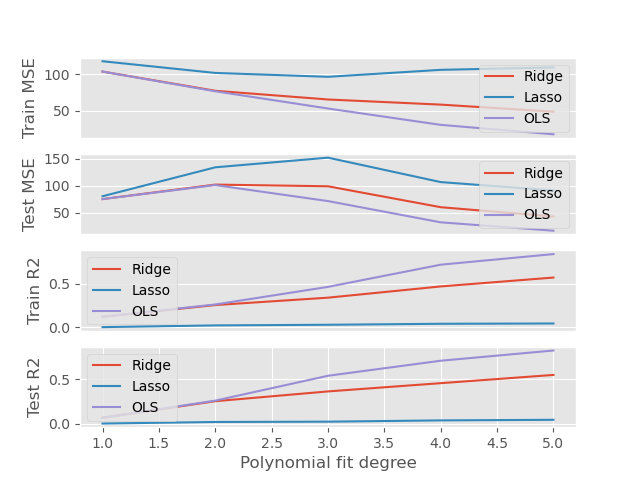 Train MSE
100
50
Ridge
Lasso
OLS
Test MSE
150
100
50
Ridge
Lasso
OLS
Train R2
0.5
0.0
Ridge
Lasso
OLS
Test R2
0.5
0.0
Ridge
Lasso
OLS
1.0 1.5 2.0 2.5 3.0 3.5 4.0 4.5 5.0
Polynomial fit degree